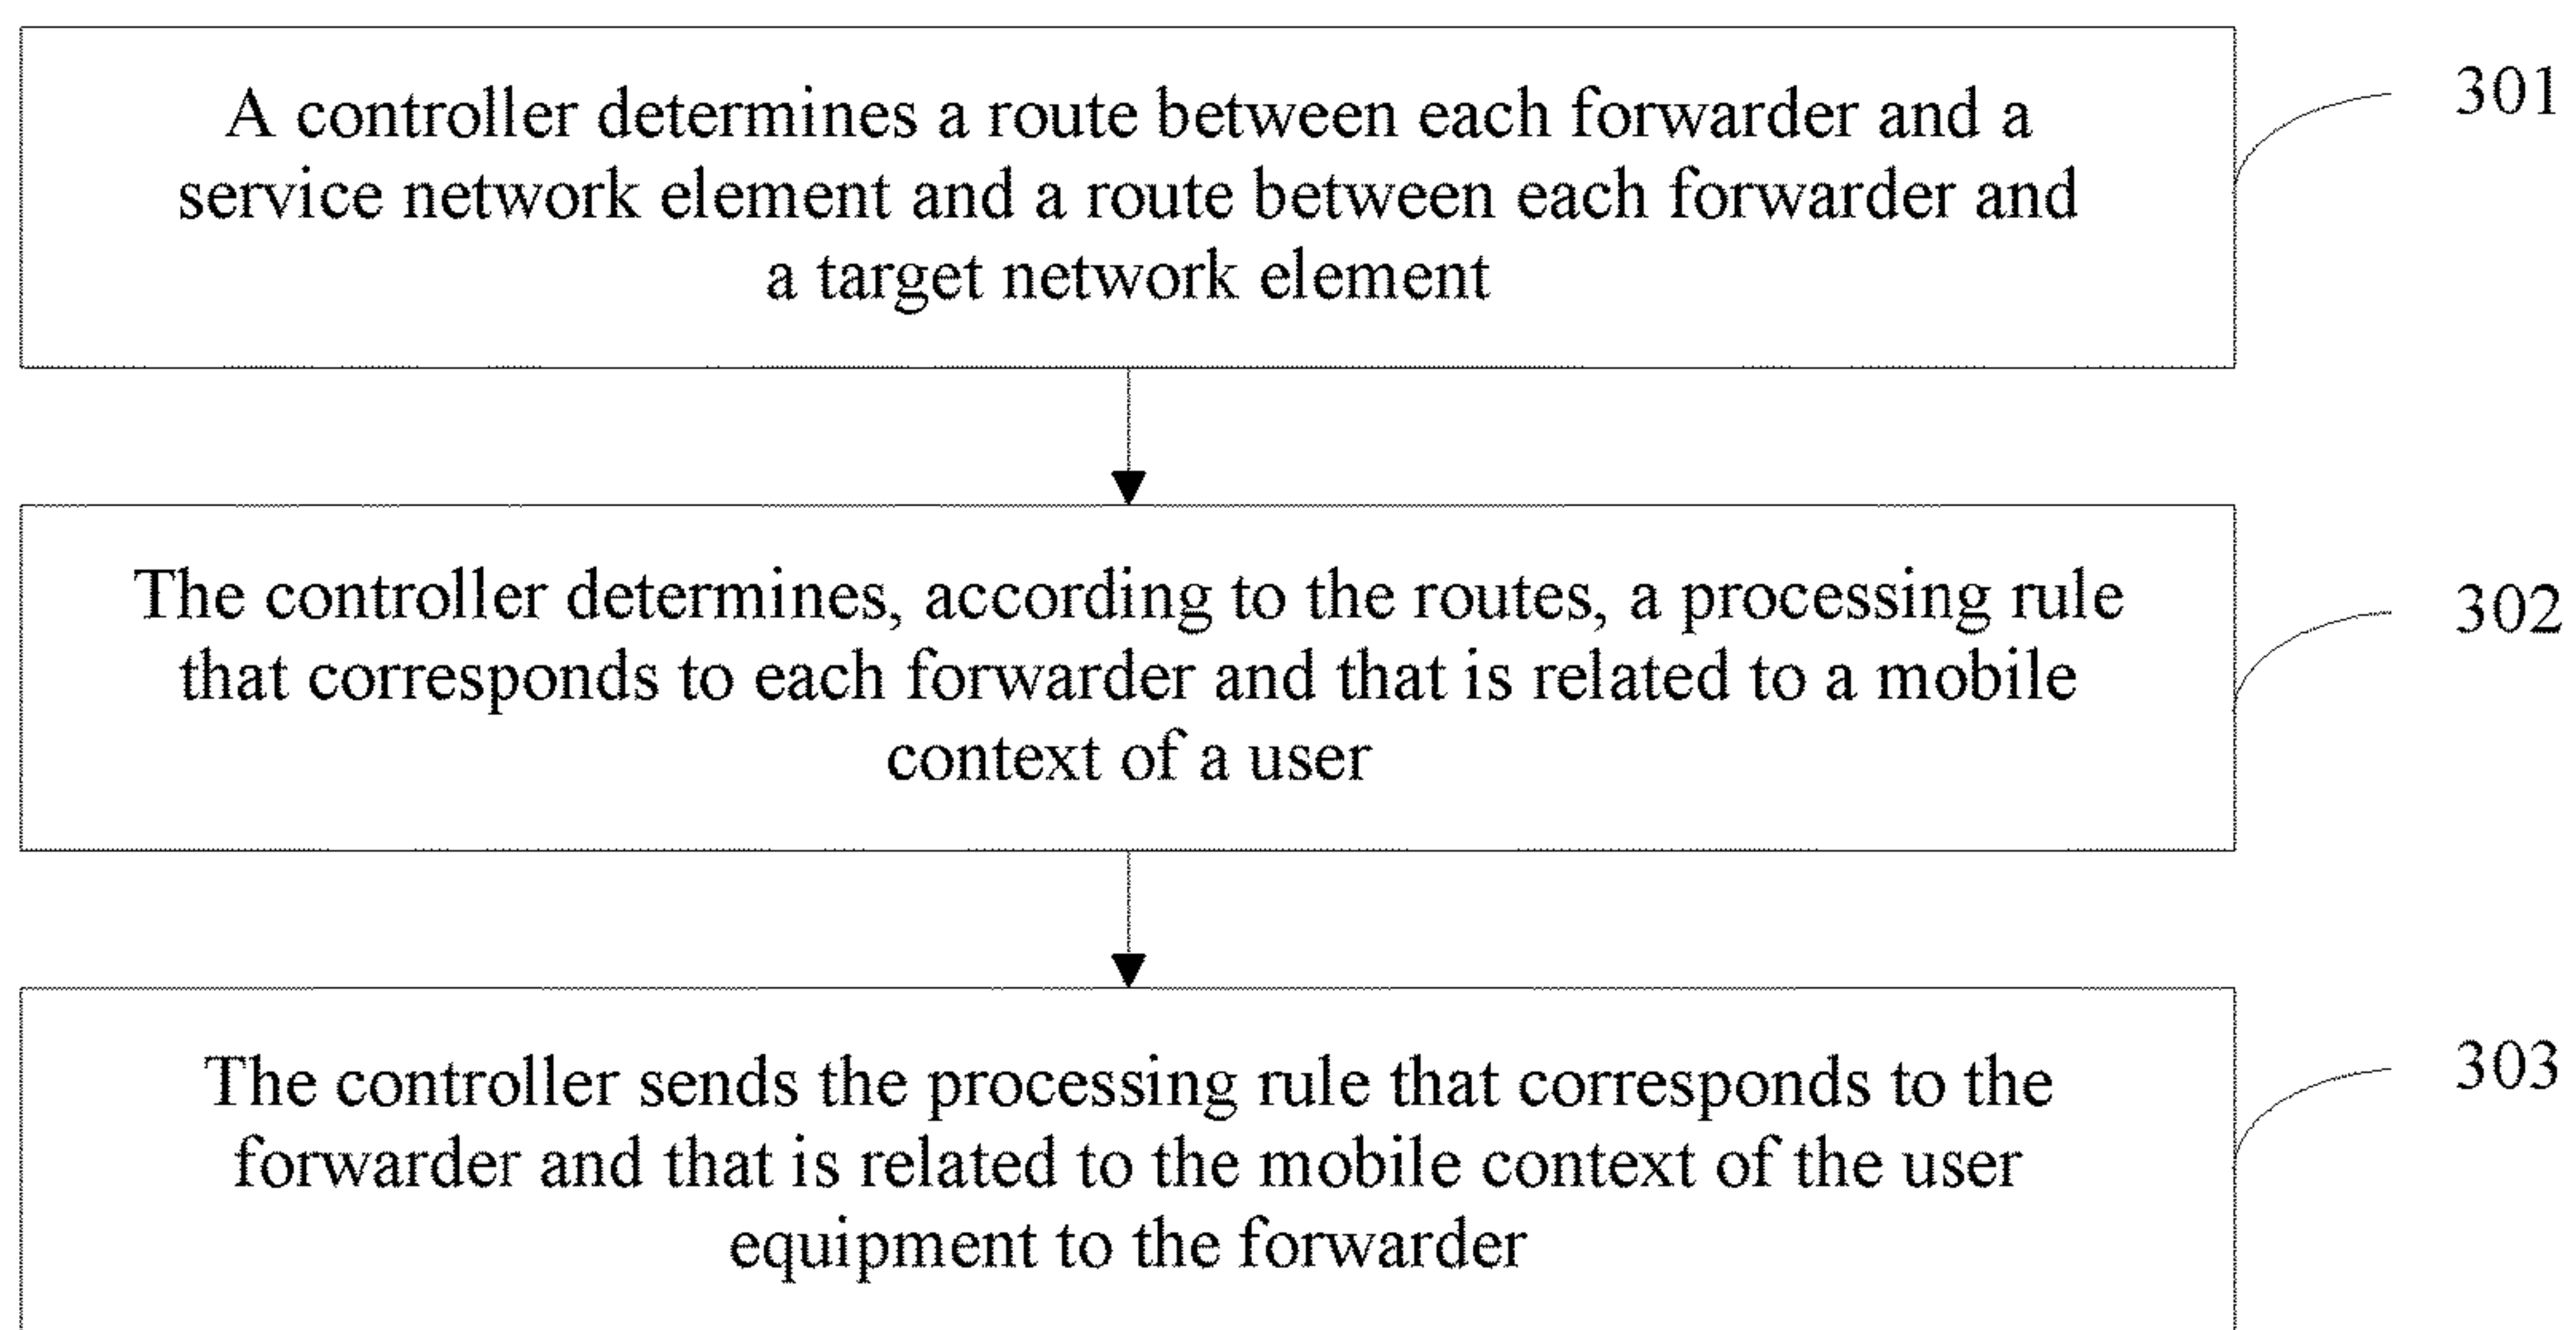 A controller determines a route between each forwarder and a
service network element and a route between each forwarder and
a target network element
301
The controller determines, according to the routes, a processing rule
that corresponds to each forwarder and that is related to a mobile
context of a user
302
The controller sends the processing rule that corresponds to the
forwarder and that is related to the mobile context of the user
equipment to the forwarder
303